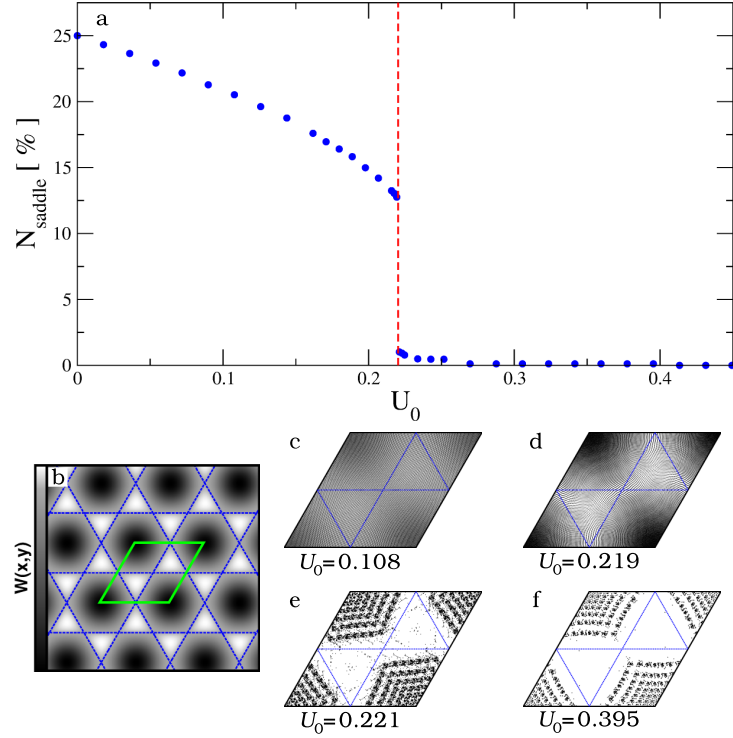 a
25
20
15
10
5
0
N_saddle [ % ]
0
0.1
0.2
0.3
0.4
U_0
b
W(x,y)
c
U_0=0.108
d
U_0=0.219
e
U_0=0.221
f
U_0=0.395